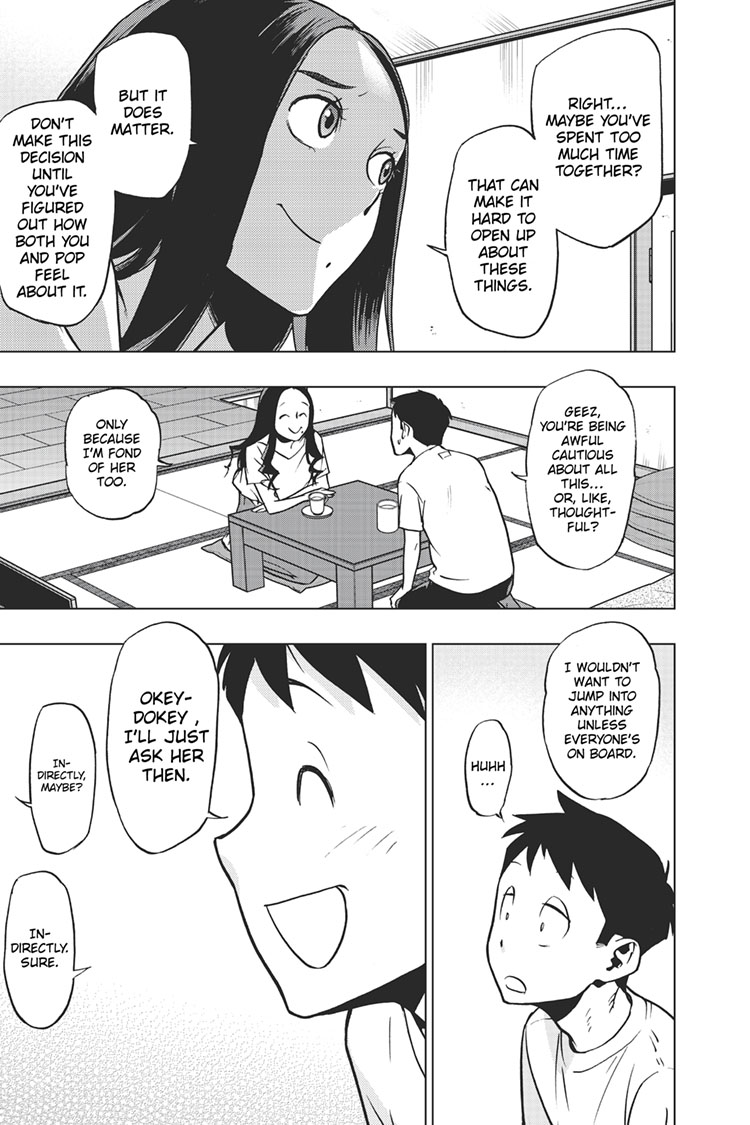 RIGHT...
MAYBE YOU'VE
SPENT TOO
MUCH TIME
TOGETHER?
THAT CAN
MAKE IT
HARD TO
OPEN UP
ABOUT
THESE
THINGS.
BUT IT
DOES
MATTER.
DON'T
MAKE THIS
DECISION
UNTIL
YOU'VE
FIGURED
OUT HOW
BOTH YOU
AND POP
FEEL
ABOUT IT.
GEEZ,
YOU'RE BEING
AWFUL
CAUTIOUS
ABOUT ALL
THIS...
OR, LIKE,
THOUGHT-
FUL?
ONLY
BECAUSE
I'M FOND
OF HER
TOO.
I WOULDN'T
WANT TO
JUMP INTO
ANYTHING
UNLESS
EVERYONE'S
ON BOARD.
HUHH
...
OKEY-
DOKEY ,
I'LL JUST
ASK HER
THEN.
IN-
DIRECTLY,
MAYBE?
IN-
DIRECTLY.
SURE.